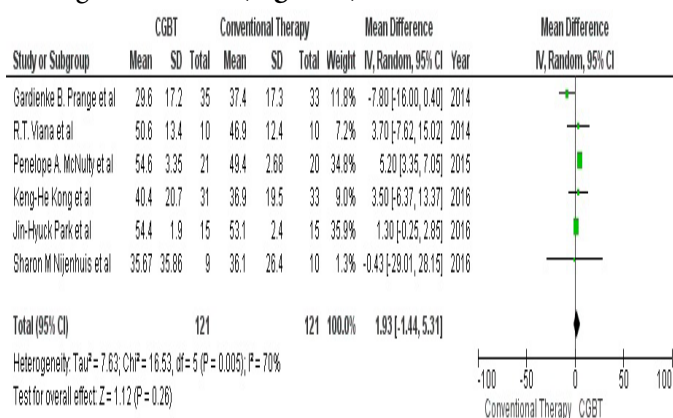 CGBT Conventional Therapy Mean Difference Mean Difference
Study or Subgroup Mean SD Total Mean SD Total Weight IV, Random, 95% CI Year IV, Random, 95% CI
Gardienke B. Prange et al 29.6 17.2 35 37.4 17.3 33 11.8% -7.80 [-16.00, 0.40] 2014
R.T. Viana et al 50.6 13.4 10 46.9 12.4 10 7.2% 3.70 [-7.62, 15.02] 2014
Penelope A. McNulty et al 54.6 3.35 21 49.4 2.68 20 34.8% 5.20 [3.35, 7.05] 2015
Keng-He Kong et al 40.4 20.7 31 36.9 19.5 33 9.0% 3.50 [-6.37, 13.37] 2016
Jin-Hyuck Park et al 54.4 1.9 15 53.1 2.4 15 35.9% 1.30 [-0.25, 2.85] 2016
Sharon M Nijenhuis et al 35.67 35.86 9 36.1 26.4 10 1.3% -0.43 [-29.01, 28.15] 2016
Total (95% CI) 121 121 100.0% 1.93 [-1.44, 5.31]
Heterogeneity: Tau² = 7.63; Chi² = 16.53, df = 5 (P = 0.005); I² = 70%
Test for overall effect: Z = 1.12 (P = 0.26)
-100 -50 0 50 100
Conventional Therapy CGBT